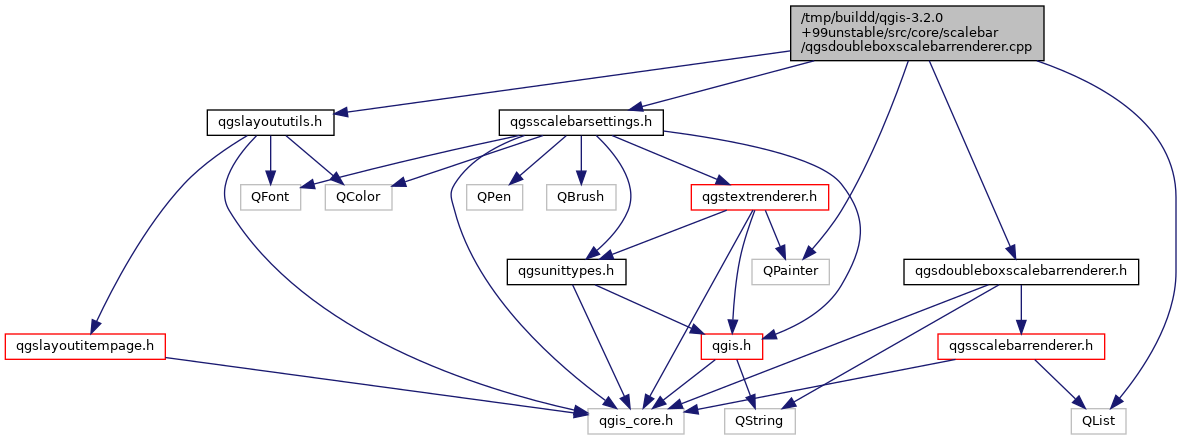 /tmp/buildd/qgis-3.2.0
+99unstable/src/core/scalebar
/qgsdoubleboxscalebarrenderer.cpp
qgslayoututils.h
qgsscalebarsettings.h
QFont
QColor
QPen
QBrush
qgstextrenderer.h
qgsunittypes.h
QPainter
qgsdoubleboxscalebarrenderer.h
qgslayoutitempage.h
qgis.h
qgsscalebarrenderer.h
qgis_core.h
QString
QList